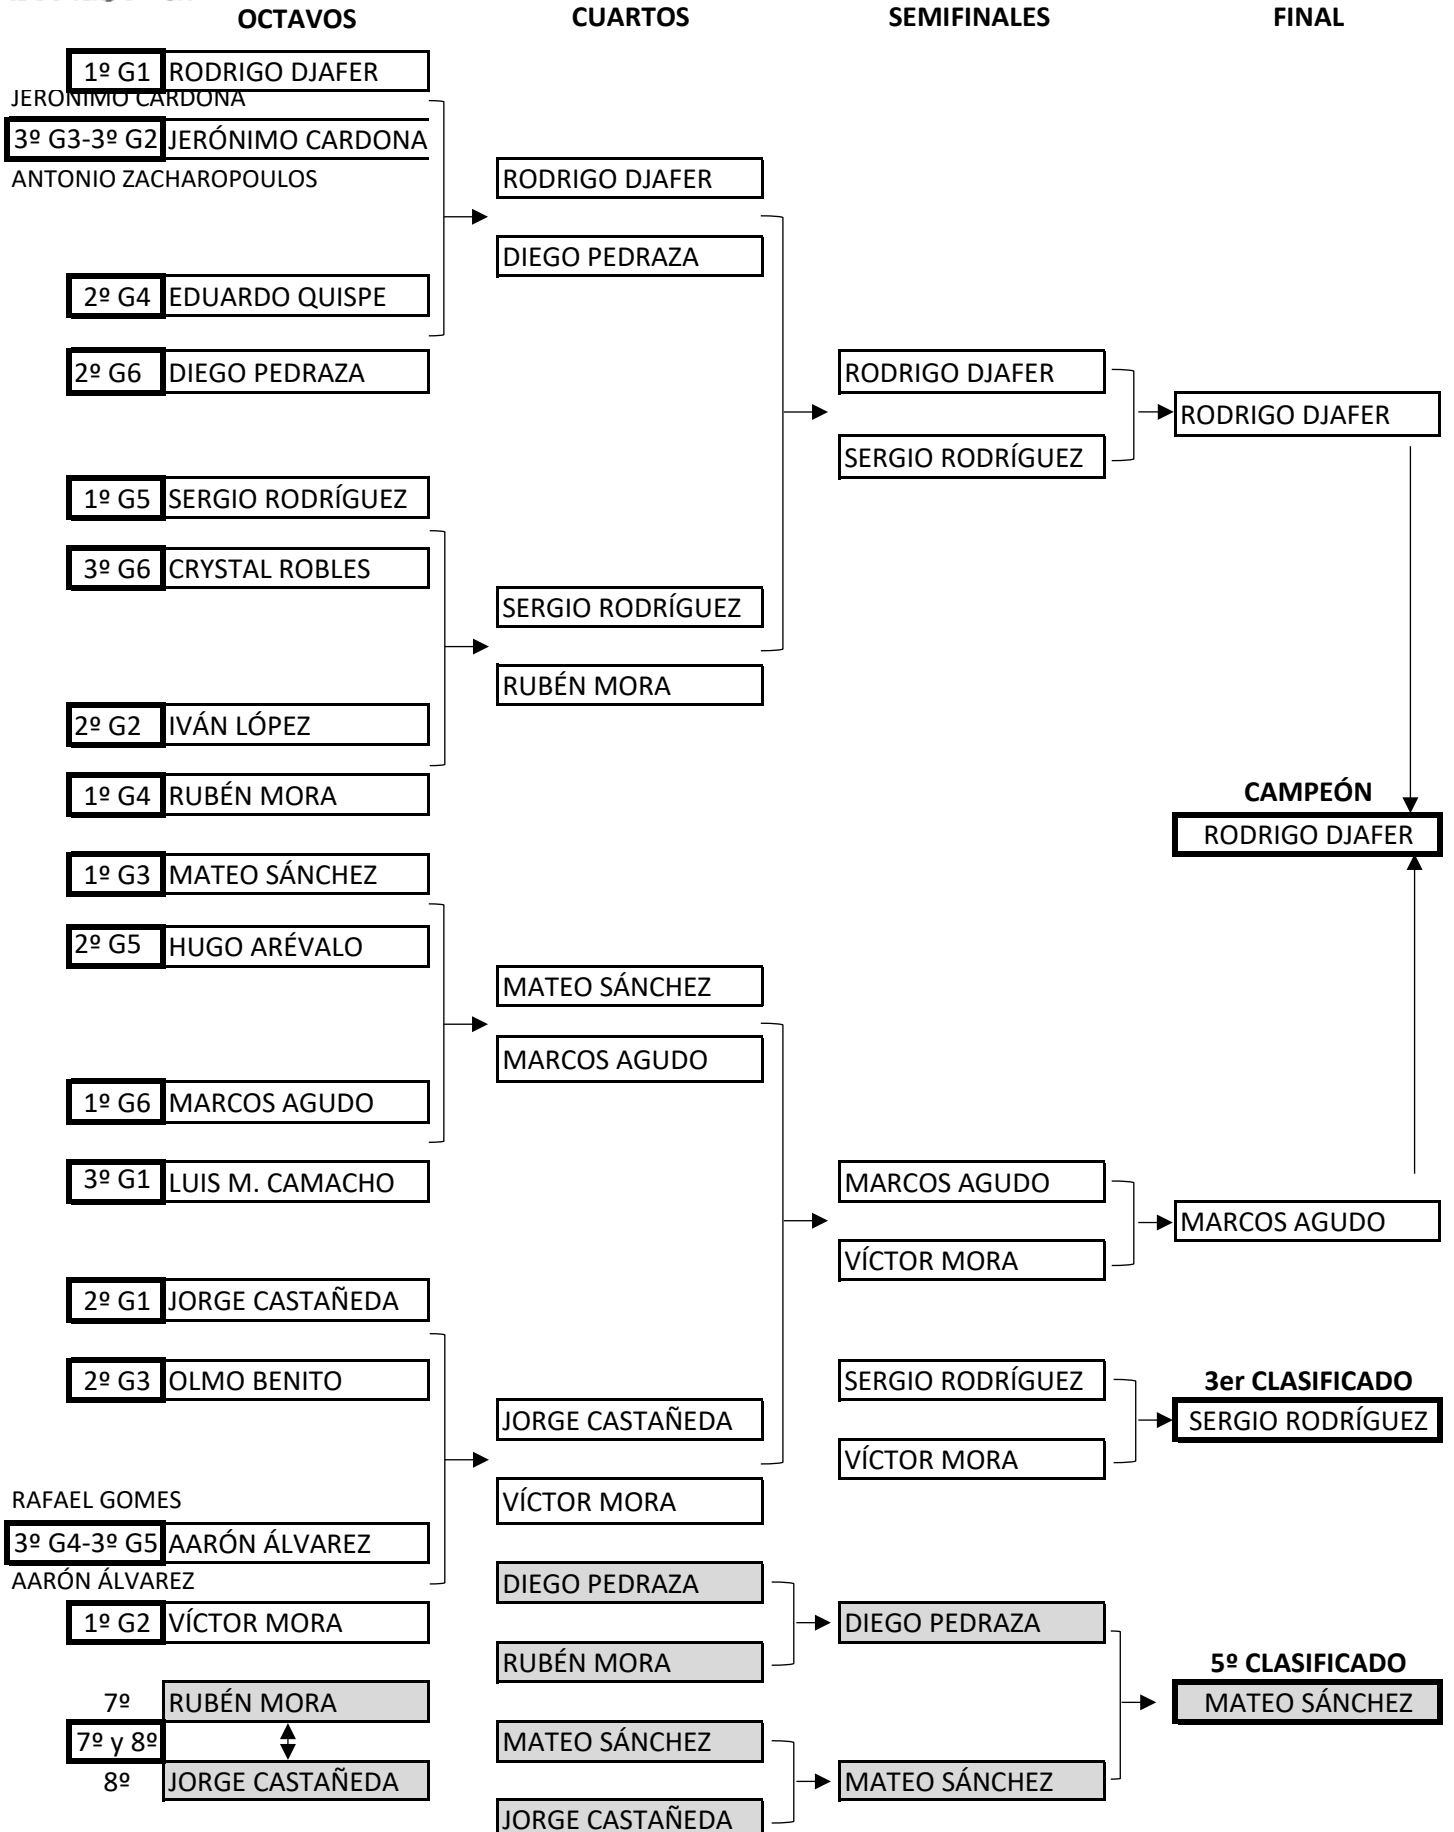 OCTAVOS
CUARTOS
SEMIFINALES
FINAL
1º G1 RODRIGO DJAFER
JERÓNIMO CARDONA
3º G3-3º G2 JERÓNIMO CARDONA
ANTONIO ZACHAROPOULOS
2º G4 EDUARDO QUISPE
2º G6 DIEGO PEDRAZA
1º G5 SERGIO RODRÍGUEZ
3º G6 CRYSTAL ROBLES
2º G2 IVÁN LÓPEZ
1º G4 RUBÉN MORA
1º G3 MATEO SÁNCHEZ
2º G5 HUGO ARÉVALO
1º G6 MARCOS AGUDO
3º G1 LUIS M. CAMACHO
2º G1 JORGE CASTAÑEDA
2º G3 OLMO BENITO
RAFAEL GOMES
3º G4-3º G5 AARÓN ÁLVAREZ
AARÓN ÁLVAREZ
1º G2 VÍCTOR MORA
7º RUBÉN MORA
7º y 8º
8º JORGE CASTAÑEDA
RODRIGO DJAFER
DIEGO PEDRAZA
SERGIO RODRÍGUEZ
RUBÉN MORA
MATEO SÁNCHEZ
MARCOS AGUDO
JORGE CASTAÑEDA
VÍCTOR MORA
DIEGO PEDRAZA
RUBÉN MORA
MATEO SÁNCHEZ
JORGE CASTAÑEDA
RODRIGO DJAFER
SERGIO RODRÍGUEZ
MARCOS AGUDO
VÍCTOR MORA
SERGIO RODRÍGUEZ
VÍCTOR MORA
DIEGO PEDRAZA
MATEO SÁNCHEZ
RODRIGO DJAFER
CAMPEÓN
RODRIGO DJAFER
MARCOS AGUDO
3er CLASIFICADO
SERGIO RODRÍGUEZ
5º CLASIFICADO
MATEO SÁNCHEZ